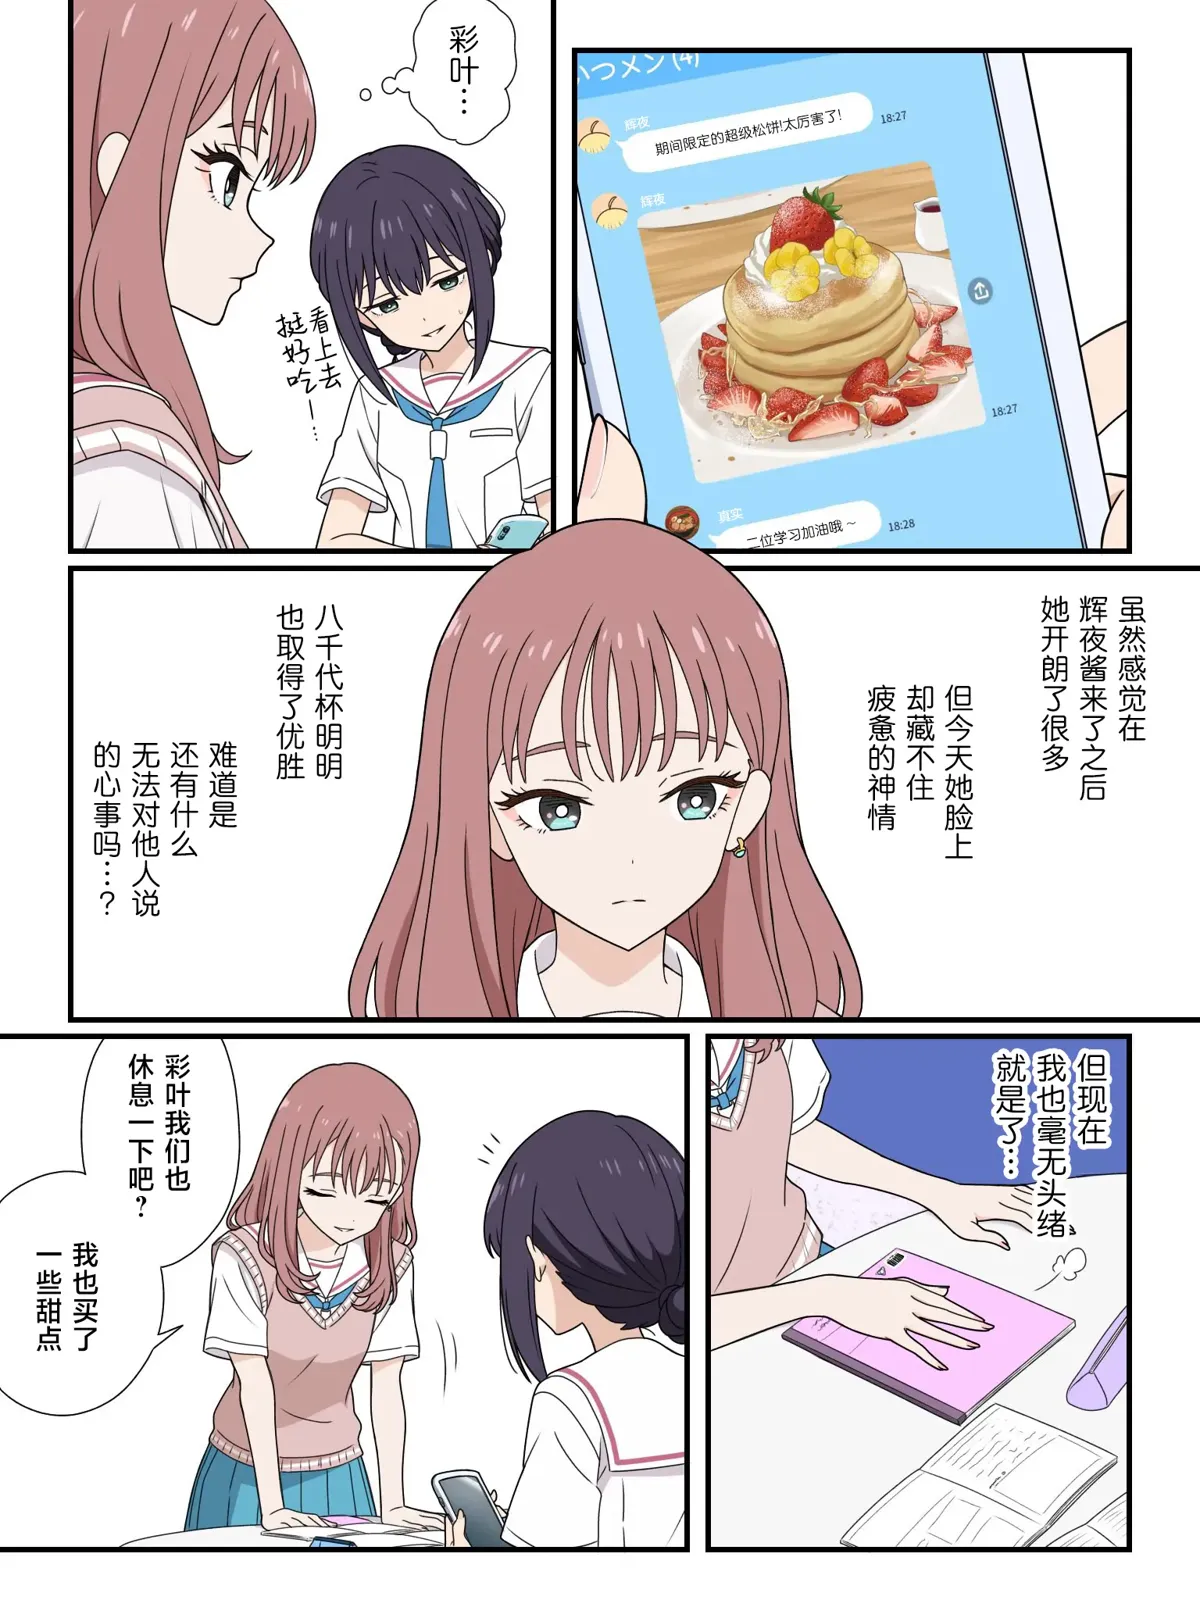 いつメン (4)
辉夜
期间限定的超级松饼!太厉害了!
18:27
辉夜
18:27
真实
二位学习加油哦～
18:28
彩叶…
看上去
挺好吃—…
虽然感觉在
辉夜酱来了之后
她开朗了很多
但今天她脸上
却藏不住
疲惫的神情
八千代杯明明
也取得了优胜
难道是
还有什么
无法对他人说
的心事吗…?
但现在
我也毫无头绪
就是了…
彩叶我们也
休息一下吧?
我也买了
一些甜点